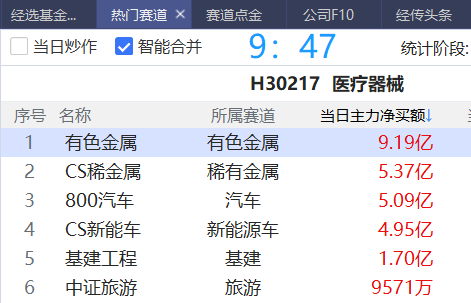 经选基金... 热门赛道 × 赛道点金 公司F10 经传头条
当日炒作 智能合并 9：47 统计阶段:
H30217 医疗器械
序号 名称 所属赛道 当日主力净买额↓
1 有色金属 有色金属 9.19亿
2 CS稀金属 稀有金属 5.37亿
3 800汽车 汽车 5.09亿
4 CS新能车 新能源车 4.95亿
5 基建工程 基建 1.70亿
6 中证旅游 旅游 9571万